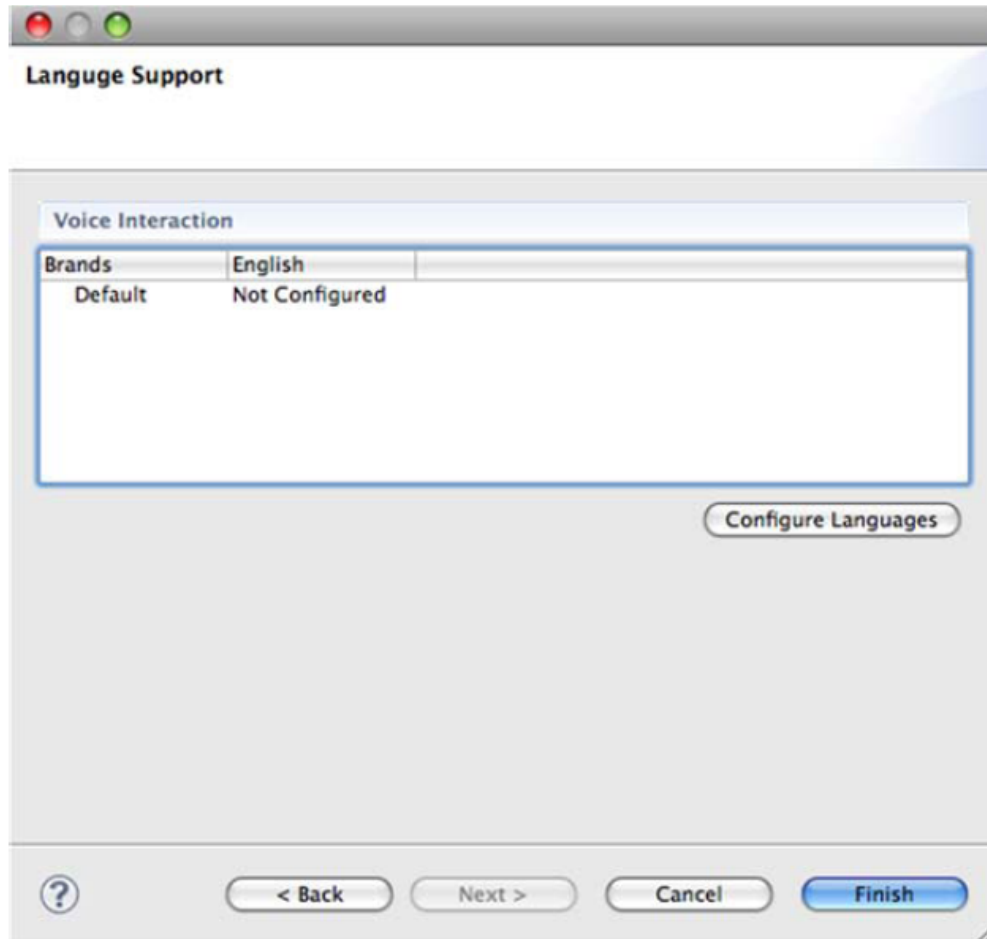 Languge Support
Voice Interaction
Brands English
Default Not Configured
Configure Languages
? < Back Next > Cancel Finish